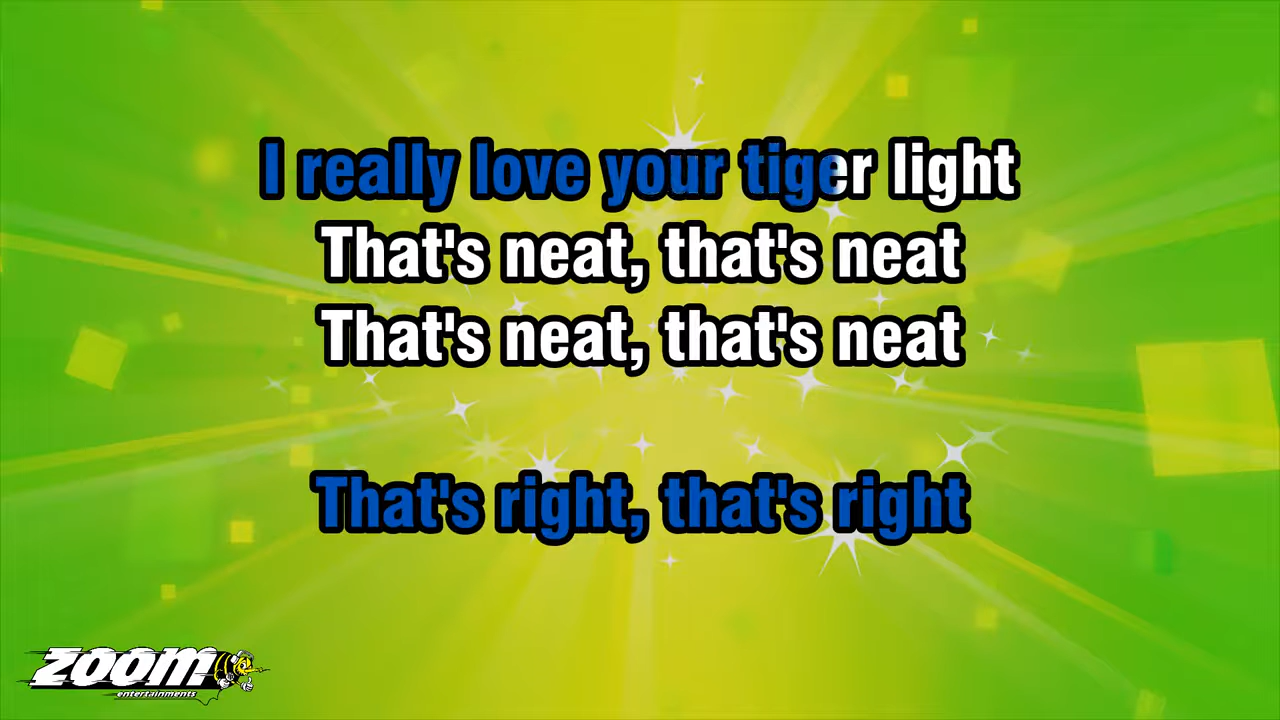 I really love your tiger light
That's neat, that's neat
That's neat, that's neat
That's right, that's right
ZOOM
entertainments